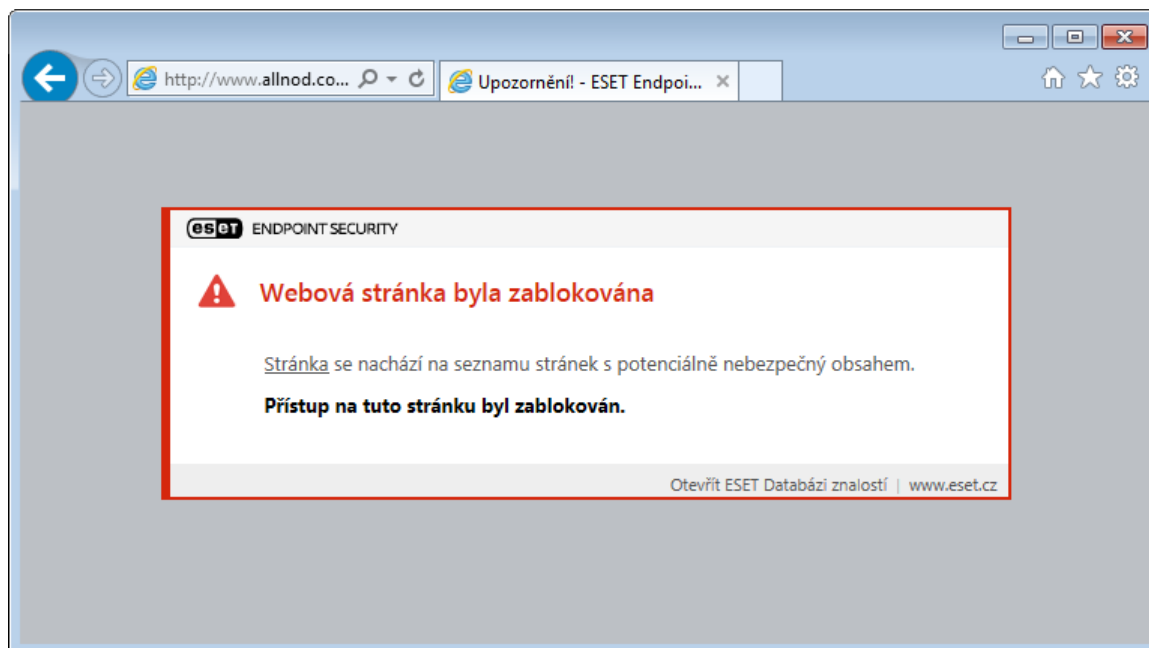 http://www.allnod.co... Upozornění! - ESET Endpoi...
eset ENDPOINT SECURITY
Webová stránka byla zablokována
Stránka se nachází na seznamu stránek s potenciálně nebezpečný obsahem.
Přístup na tuto stránku byl zablokován.
Otevřít ESET Databázi znalostí | www.eset.cz